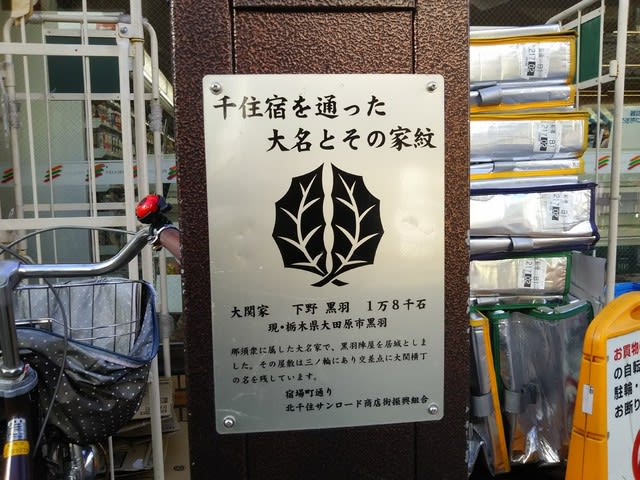 千住宿を通った
大名とその家紋
大関家　下野 黒羽　1万8千石
現・栃木県大田原市黒羽
那須衆に属した大名家で、黒羽陣屋を居城としま
した。その屋敷は三ノ輪にあり交差点に大関横丁
の名を残しています。
宿場町通り
北千住サンロード商店街振興組合
お買物
の自転
駐輪
お断り